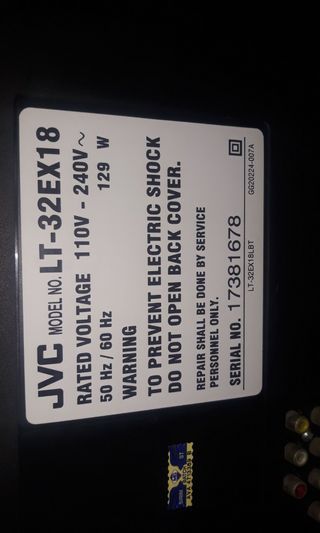 JVC MODEL NO. LT-32EX18
RATED VOLTAGE 110V - 240V~
50 Hz / 60 Hz 129 W
WARNING
TO PREVENT ELECTRIC SHOCK
DO NOT OPEN BACK COVER.
REPAIR SHALL BE DONE BY SERVICE
PERSONNEL ONLY.
SERIAL NO. 17381678
LT-32EX18LBT
GG20224-007A